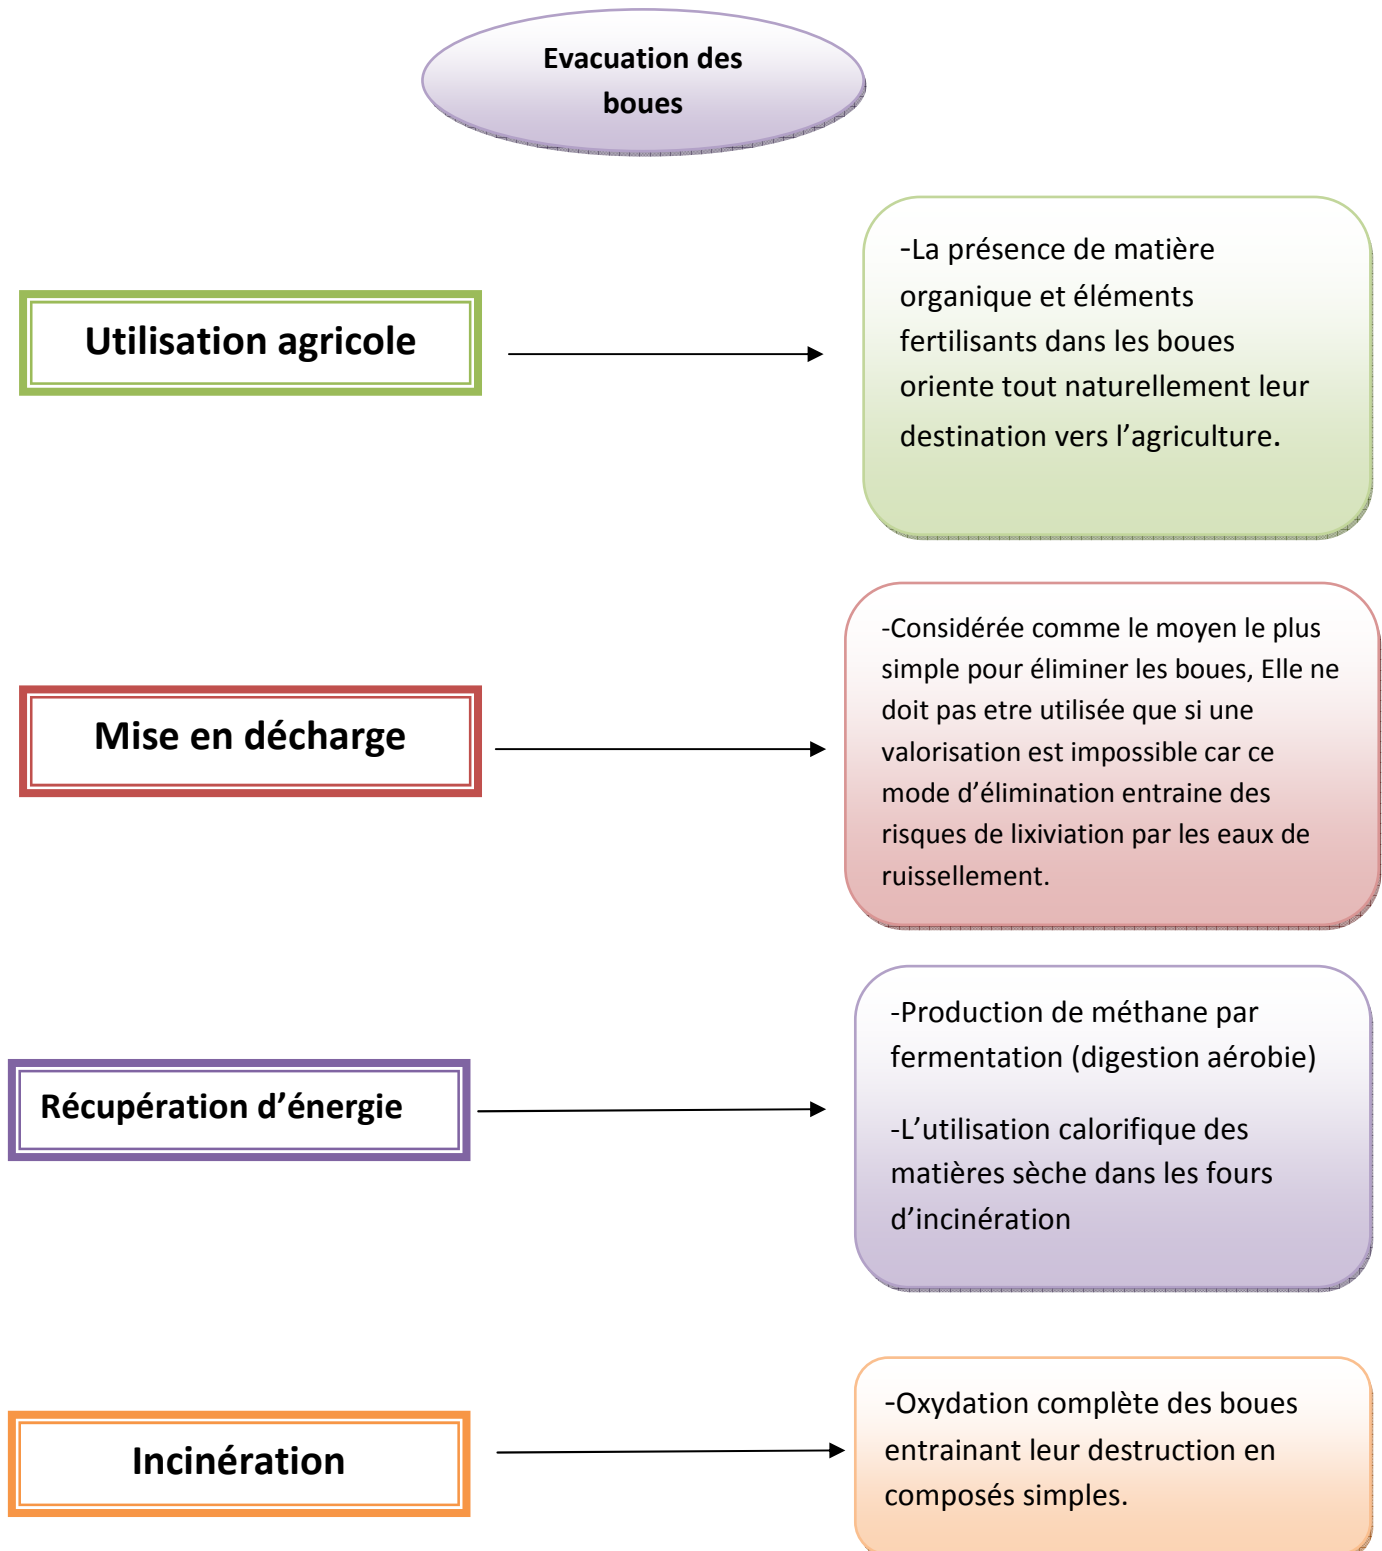 Evacuation des
boues
Utilisation agricole
-La présence de matière
organique et éléments
fertilisants dans les boues
oriente tout naturellement leur
destination vers l’agriculture.
Mise en décharge
-Considérée comme le moyen le plus
simple pour éliminer les boues, Elle ne
doit pas etre utilisée que si une
valorisation est impossible car ce
mode d’élimination entraine des
risques de lixiviation par les eaux de
ruissellement.
Récupération d’énergie
-Production de méthane par
fermentation (digestion aérobie)
-L’utilisation calorifique des
matières sèche dans les fours
d’incinération
Incinération
-Oxydation complète des boues
entrainant leur destruction en
composés simples.